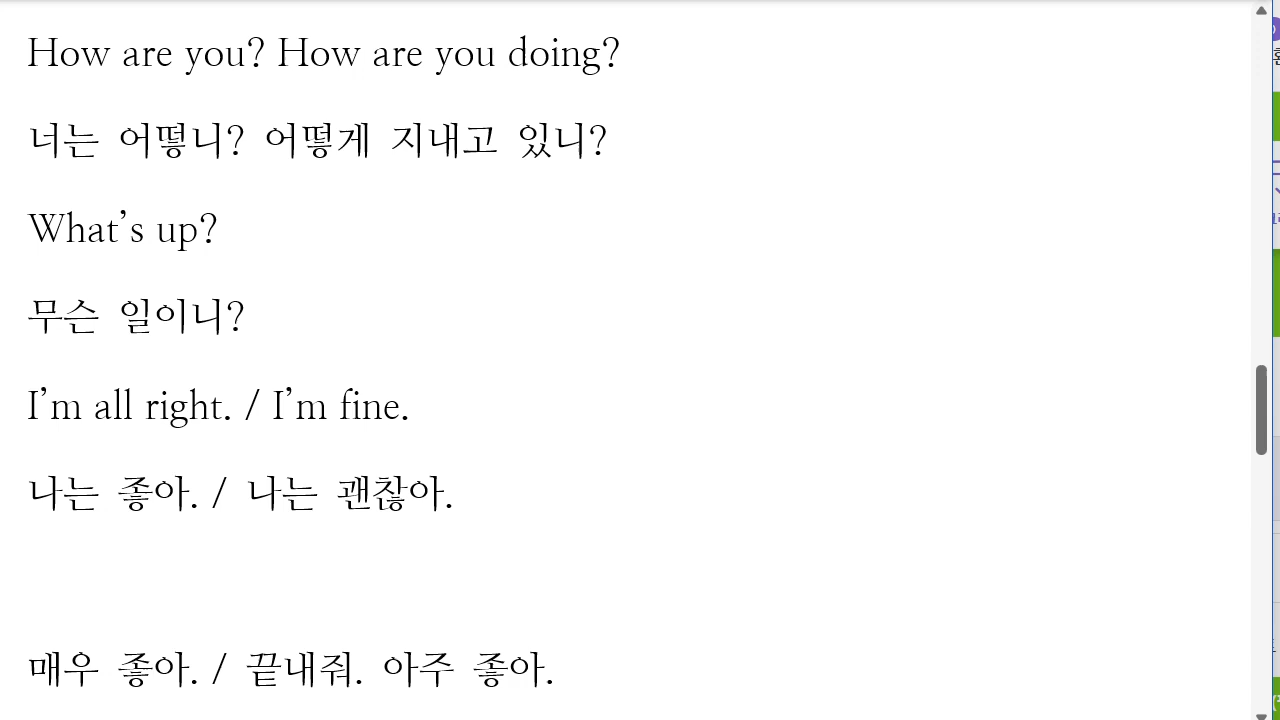 How are you? How are you doing?
너는 어떻니? 어떻게 지내고 있니?
What’s up?
무슨 일이니?
I’m all right. / I’m fine.
나는 좋아. / 나는 괜찮아.
매우 좋아. / 끝내줘. 아주 좋아.